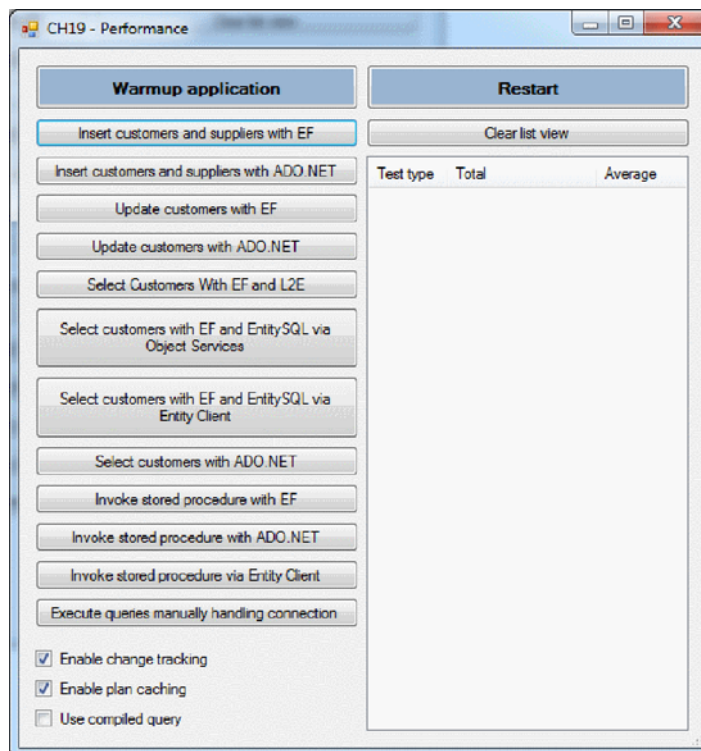 CH19 - Performance
Warmup application
Insert customers and suppliers with EF
Insert customers and suppliers with ADO.NET
Update customers with EF
Update customers with ADO.NET
Select Customers With EF and L2E
Select customers with EF and EntitySQL via
Object Services
Select customers with EF and EntitySQL via
Entity Client
Select customers with ADO.NET
Invoke stored procedure with EF
Invoke stored procedure with ADO.NET
Invoke stored procedure via Entity Client
Execute queries manually handling connection
Enable change tracking
Enable plan caching
Use compiled query
Restart
Clear list view
Test type Total Average